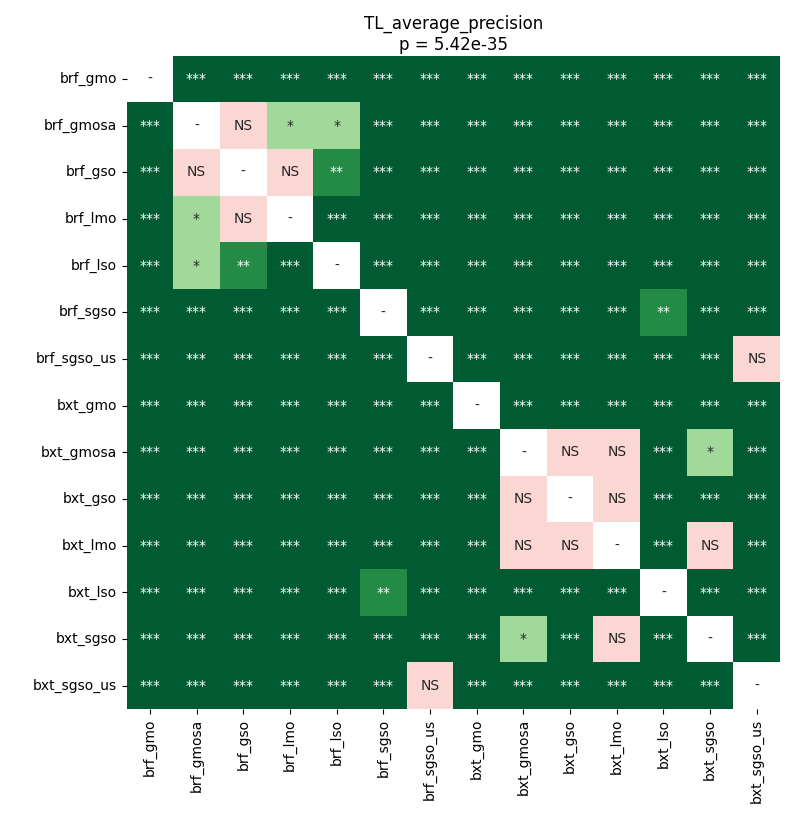 TL_average_precision
p = 5.42e-35
brf_gmo - *** *** *** *** *** *** *** *** *** *** *** *** ***
brf_gmosa *** - NS * * *** *** *** *** *** *** *** *** ***
brf_gso *** NS - NS ** *** *** *** *** *** *** *** *** ***
brf_lmo *** * NS - *** *** *** *** *** *** *** *** *** ***
brf_lso *** * ** *** - *** *** *** *** *** *** *** *** ***
brf_sgso *** *** *** *** *** - *** *** *** *** *** ** *** ***
brf_sgso_us *** *** *** *** *** *** - *** *** *** *** *** *** NS
bxt_gmo *** *** *** *** *** *** *** - *** *** *** *** *** ***
bxt_gmosa *** *** *** *** *** *** *** *** - NS NS *** * ***
bxt_gso *** *** *** *** *** *** *** *** NS - NS *** *** ***
bxt_lmo *** *** *** *** *** *** *** *** NS NS - *** NS ***
bxt_lso *** *** *** *** *** ** *** *** *** *** *** - *** ***
bxt_sgso *** *** *** *** *** *** *** *** * *** NS *** - ***
bxt_sgso_us *** *** *** *** *** *** NS *** *** *** *** *** *** -
brf_gmo brf_gmosa brf_gso brf_lmo brf_lso brf_sgso brf_sgso_us bxt_gmo bxt_gmosa bxt_gso bxt_lmo bxt_lso bxt_sgso bxt_sgso_us